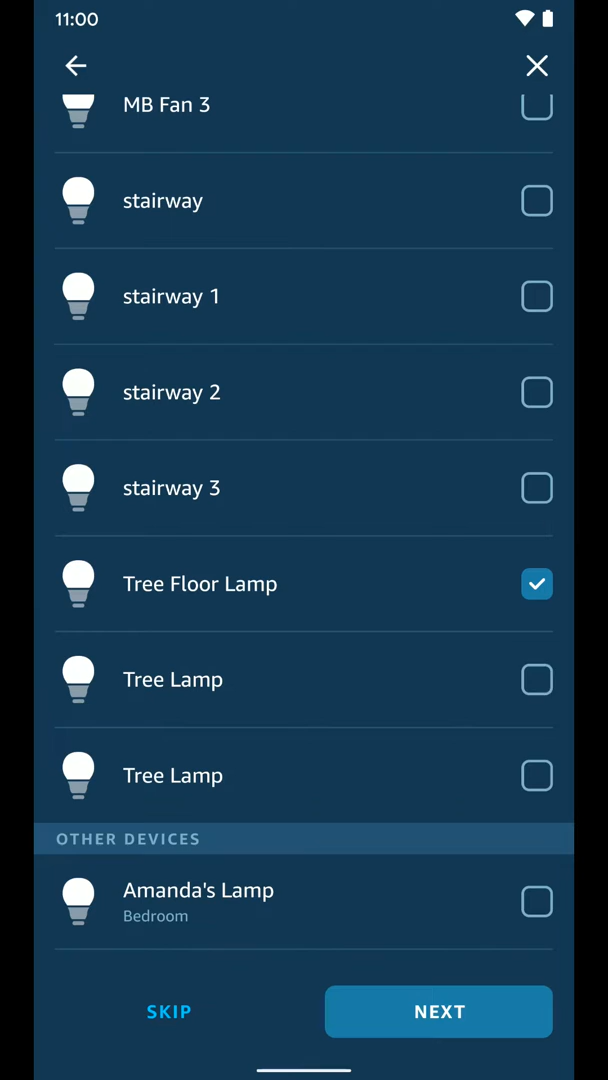 11:00
MB Fan 3
stairway
stairway 1
stairway 2
stairway 3
Tree Floor Lamp
Tree Lamp
Tree Lamp
OTHER DEVICES
Amanda's Lamp
Bedroom
SKIP
NEXT